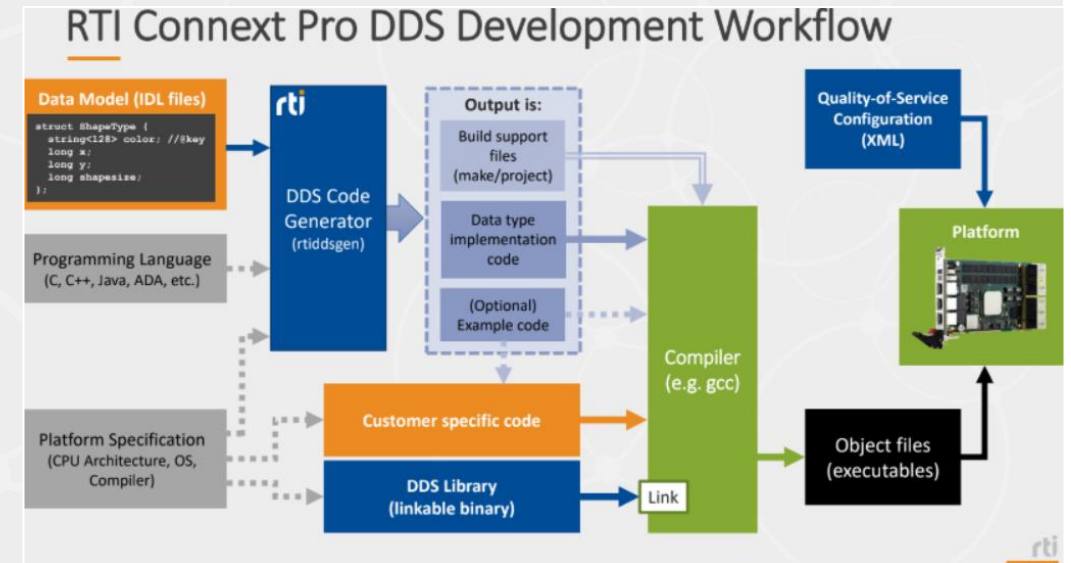 RTI Connext Pro DDS Development Workflow
Data Model (IDL files)
struct ShapeType {
string<128> color; //@key
long x;
long y;
long shapesize;
};
Programming Language
(C, C++, Java, ADA, etc.)
Platform Specification
(CPU Architecture, OS,
Compiler)
rti
DDS Code
Generator
(rtiddsgen)
Output is:
Build support
files
(make/project)
Data type
implementation
code
(Optional)
Example code
Customer specific code
DDS Library
(linkable binary)
Compiler
(e.g. gcc)
Link
Quality-of-Service
Configuration
(XML)
Platform
Object files
(executables)
rti